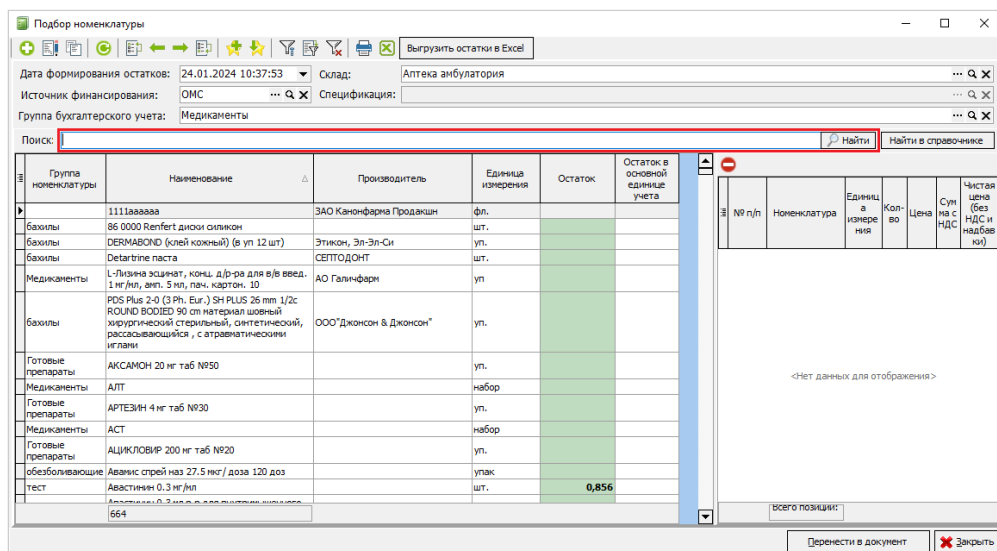 Подбор номенклатуры
Выгрузить остатки в Excel
Дата формирования остатков: 24.01.2024 10:37:53 Склад: Аптека амбулатория
Источник финансирования: ОМС Спецификация:
Группа бухгалтерского учета: Медикаменты
Поиск: Найти Найти в справочнике
Группа номенклатуры Наименование Производитель Единица измерения Остаток Остаток в основной единице учета
№ п/п Номенклатура Единица измерения Кол-во Цена Сумма с НДС Чистая цена (без НДС и надбавки)
1111аааааа ЗАО Канонфарма Продакшн фл.
бахилы 86 0000 Renfert диски силикон шт.
бахилы DERMABOND (клей кожный) (в уп 12 шт) Этикон, Эл-Эл-Си уп.
бахилы Detartrine паста СЕПТОДОНТ шт.
Медикаменты L-Лизина эсцинат, конц. д/р-ра для в/в введ.
1 мг/мл, амп. 5 мл, пач. картон. 10 АО Галичфарм уп
PDS Plus 2-0 (3 Ph. Eur.) SH PLUS 26 mm 1/2c
ROUND BODIED 90 cm материал шовный
бахилы хирургический стерильный, синтетический, ООО"Джонсон & Джонсон" уп.
рассасывающийся , с атравматическими
иглами
Готовые препараты АКСАМОН 20 мг таб №50 уп.
Медикаменты АЛТ набор
Готовые препараты АРТЕЗИН 4 мг таб №30 уп.
Медикаменты АСТ набор
Готовые препараты АЦИКЛОВИР 200 мг таб №20 уп.
обезболивающие Авамис спрей наз 27.5 мкг/ доза 120 доз упак
тест Авастинин 0.3 мг/мл шт. 0,856
664
<Нет данных для отображения>
Всего позиций:
Перенести в документ Закрыть